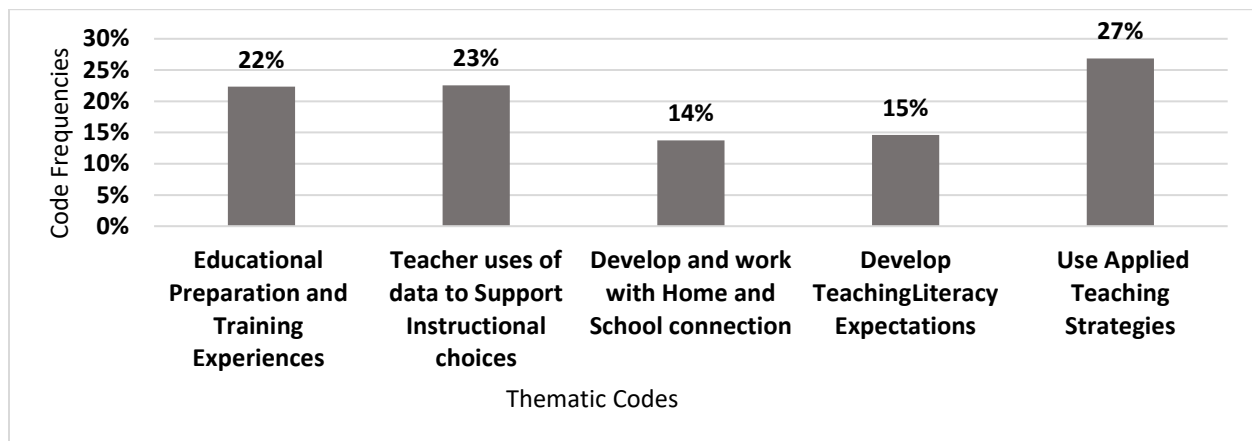 Code Frequencies
30%
25%
20%
15%
10%
5%
0%
22%
23%
14%
15%
27%
Educational
Preparation and
Training
Experiences
Teacher uses of
data to Support
Instructional
choices
Develop and work
with Home and
School connection
Develop
TeachingLiteracy
Expectations
Use Applied
Teaching
Strategies
Thematic Codes